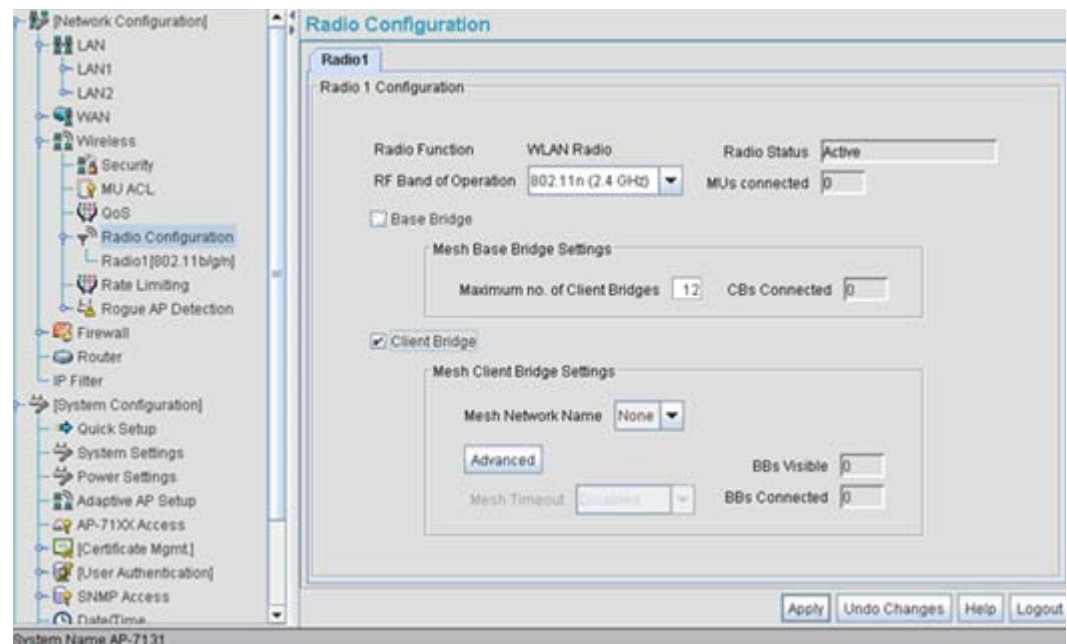 [Network Configuration]
LAN
LAN1
LAN2
WAN
Wireless
Security
MU ACL
QoS
Radio Configuration
Radio1[802.11b/g/n]
Rate Limiting
Rogue AP Detection
Firewall
Router
IP Filter
[System Configuration]
Quick Setup
System Settings
Power Settings
Adaptive AP Setup
AP-71XX Access
[Certificate Mgmt.]
[User Authentication]
SNMP Access
Date/Time
System Name AP-7131
Radio Configuration
Radio1
Radio 1 Configuration
Radio Function WLAN Radio Radio Status Active
RF Band of Operation 802.11n (2.4 GHz) MUs connected 0
Base Bridge
Mesh Base Bridge Settings
Maximum no. of Client Bridges 12 CBs Connected 0
Client Bridge
Mesh Client Bridge Settings
Mesh Network Name None
Advanced BBs Visible 0
Mesh Timeout Disabled BBs Connected 0
Apply Undo Changes Help Logout